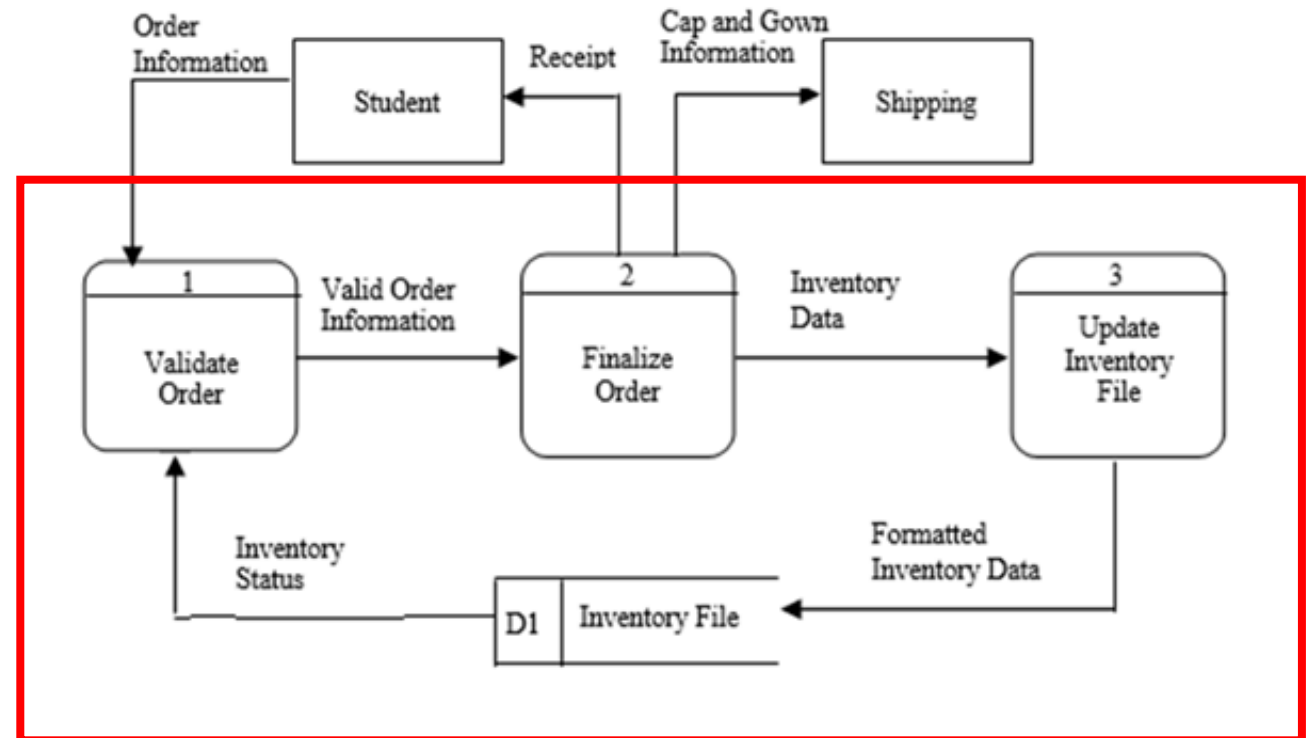 Order
Information
Student
Receipt
Cap and Gown
Information
Shipping
1
Validate
Order
Valid Order
Information
2
Finalize
Order
Inventory
Data
3
Update
Inventory
File
Inventory
Status
D1
Inventory File
Formatted
Inventory Data